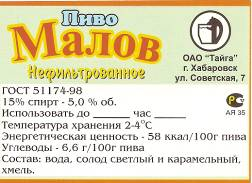 Пиво
Малов
Нефильтрованное
ОАО "Тайга"
г. Хабаровск
ул. Советская, 7
ГОСТ 51174-98
15% спирт - 5,0 % об.
Использовать до ______ час ____
Температура хранения 2-4°С
Энергетическая ценность - 58 ккал/100г пива
Углеводы - 6,6 г/100г пива
Состав: вода, солод светлый и карамельный,
хмель.
Р
АЯ 35